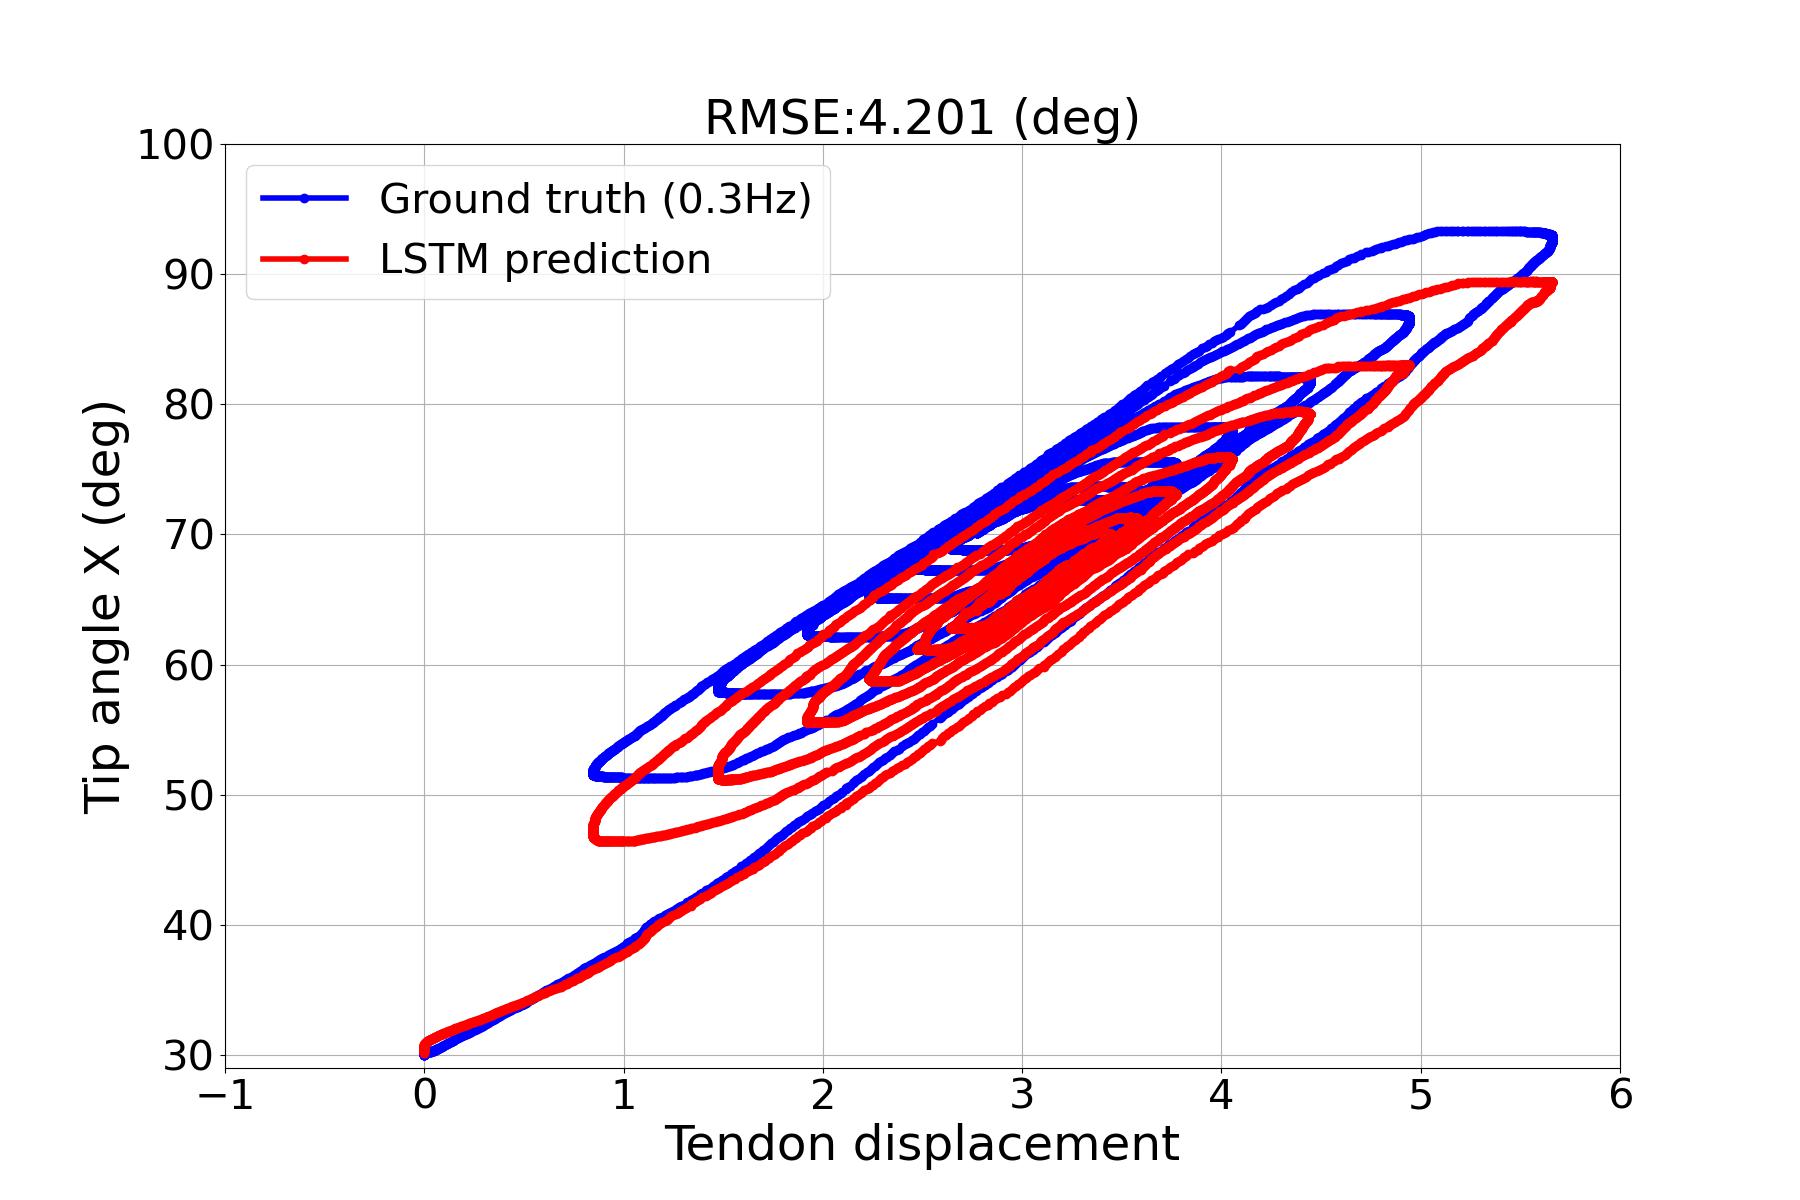 RMSE:4.201 (deg)
Ground truth (0.3Hz)
LSTM prediction
100
90
80
70
60
50
40
30
Tip angle X (deg)
−1 0 1 2 3 4 5 6
Tendon displacement